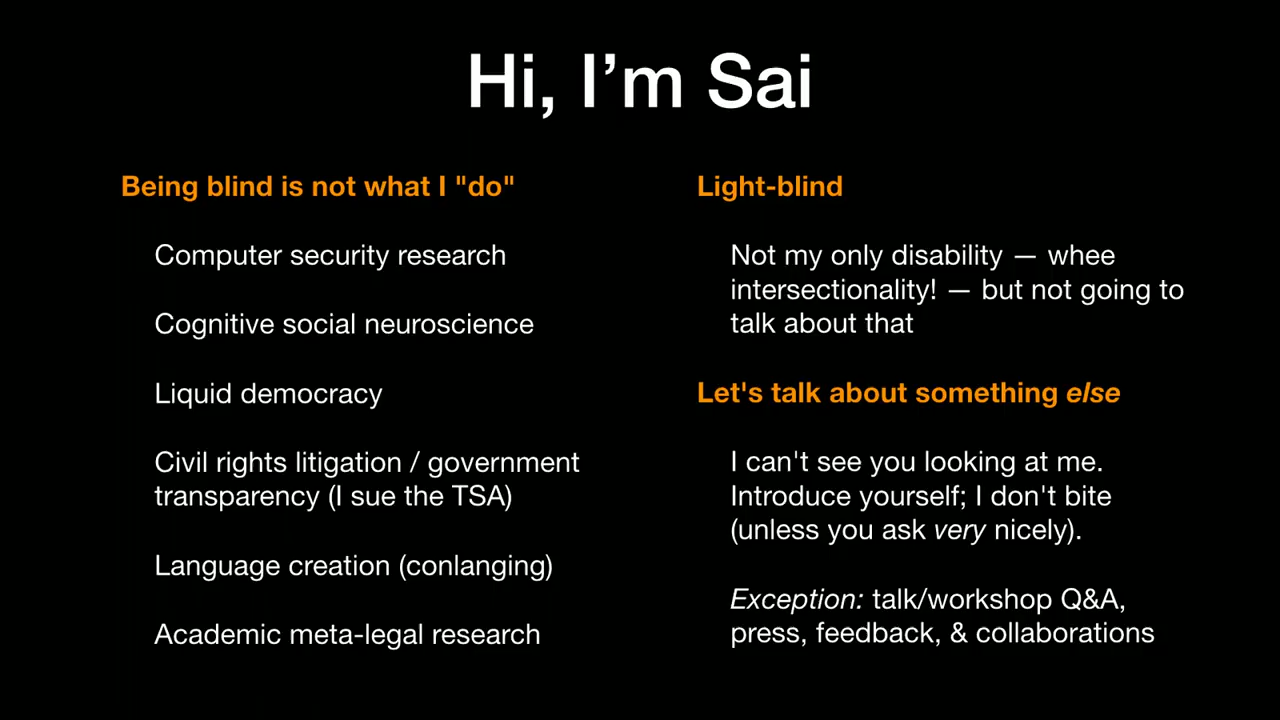 Hi, I’m Sai
Being blind is not what I "do"
Computer security research
Cognitive social neuroscience
Liquid democracy
Civil rights litigation / government
transparency (I sue the TSA)
Language creation (conlanging)
Academic meta-legal research
Light-blind
Not my only disability — whee
intersectionality! — but not going to
talk about that
Let's talk about something else
I can't see you looking at me.
Introduce yourself; I don't bite
(unless you ask very nicely).
Exception: talk/workshop Q&A,
press, feedback, & collaborations